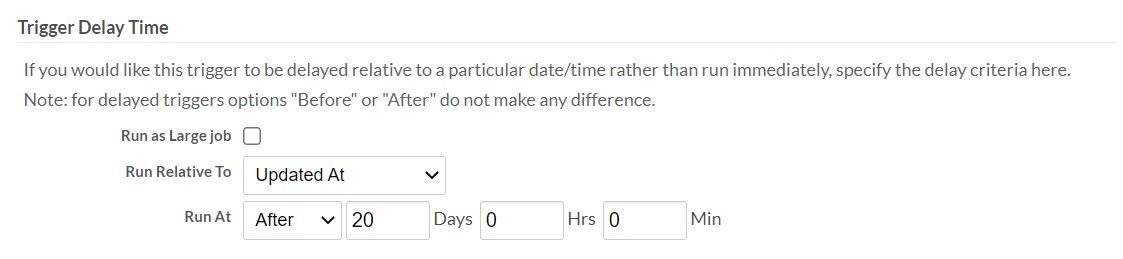 Trigger Delay Time
If you would like this trigger to be delayed relative to a particular date/time rather than run immediately, specify the delay criteria here.
Note: for delayed triggers options "Before" or "After" do not make any difference.
Run as Large job
Run Relative To Updated At
Run At After 20 Days 0 Hrs 0 Min